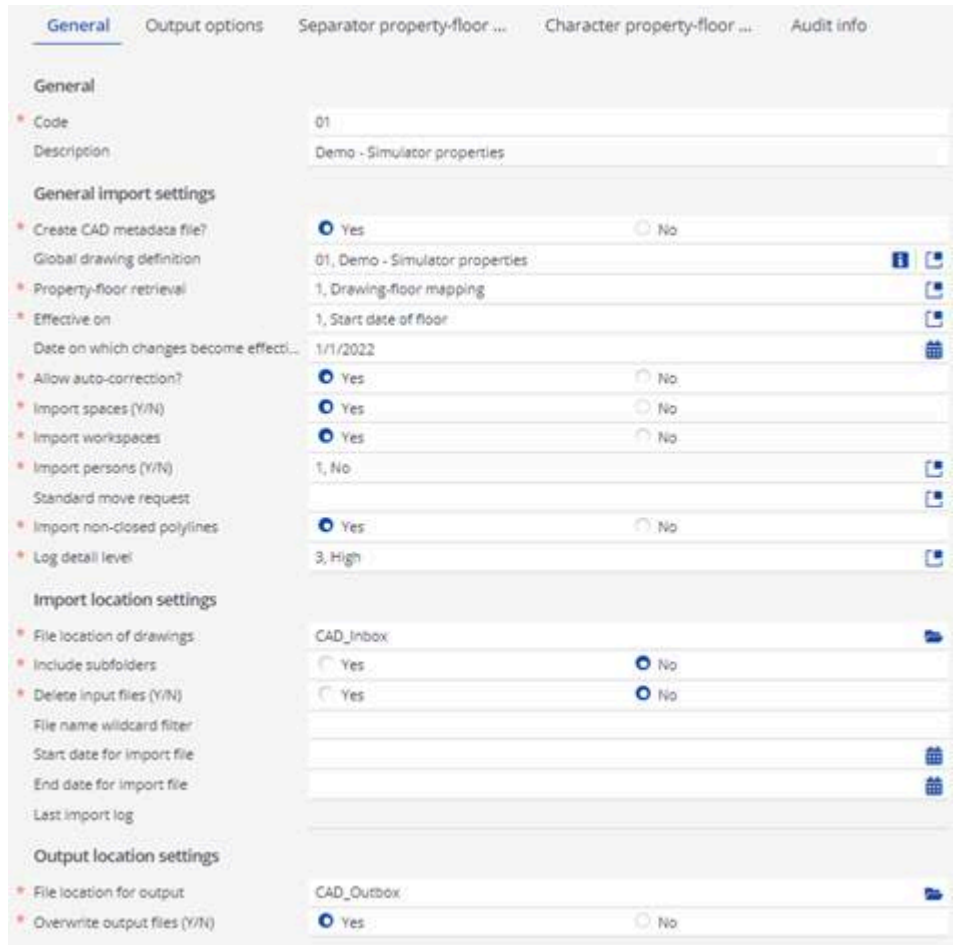 General Output options Separator property-floor ... Character property-floor ... Audit info
General
* Code 01
Description Demo - Simulator properties
General import settings
* Create CAD metadata file? Yes No
Global drawing definition 01, Demo - Simulator properties
* Property-floor retrieval 1, Drawing-floor mapping
* Effective on 1, Start date of floor
Date on which changes become effecti... 1/1/2022
* Allow auto-correction? Yes No
* Import spaces (Y/N) Yes No
* Import workspaces Yes No
* Import persons (Y/N) 1, No
Standard move request
* Import non-closed polylines Yes No
* Log detail level 3, High
Import location settings
* File location of drawings CAD_Inbox
* Include subfolders Yes No
* Delete input files (Y/N) Yes No
File name wildcard filter
Start date for import file
End date for import file
Last import log
Output location settings
* File location for output CAD_Outbox
* Overwrite output files (Y/N) Yes No